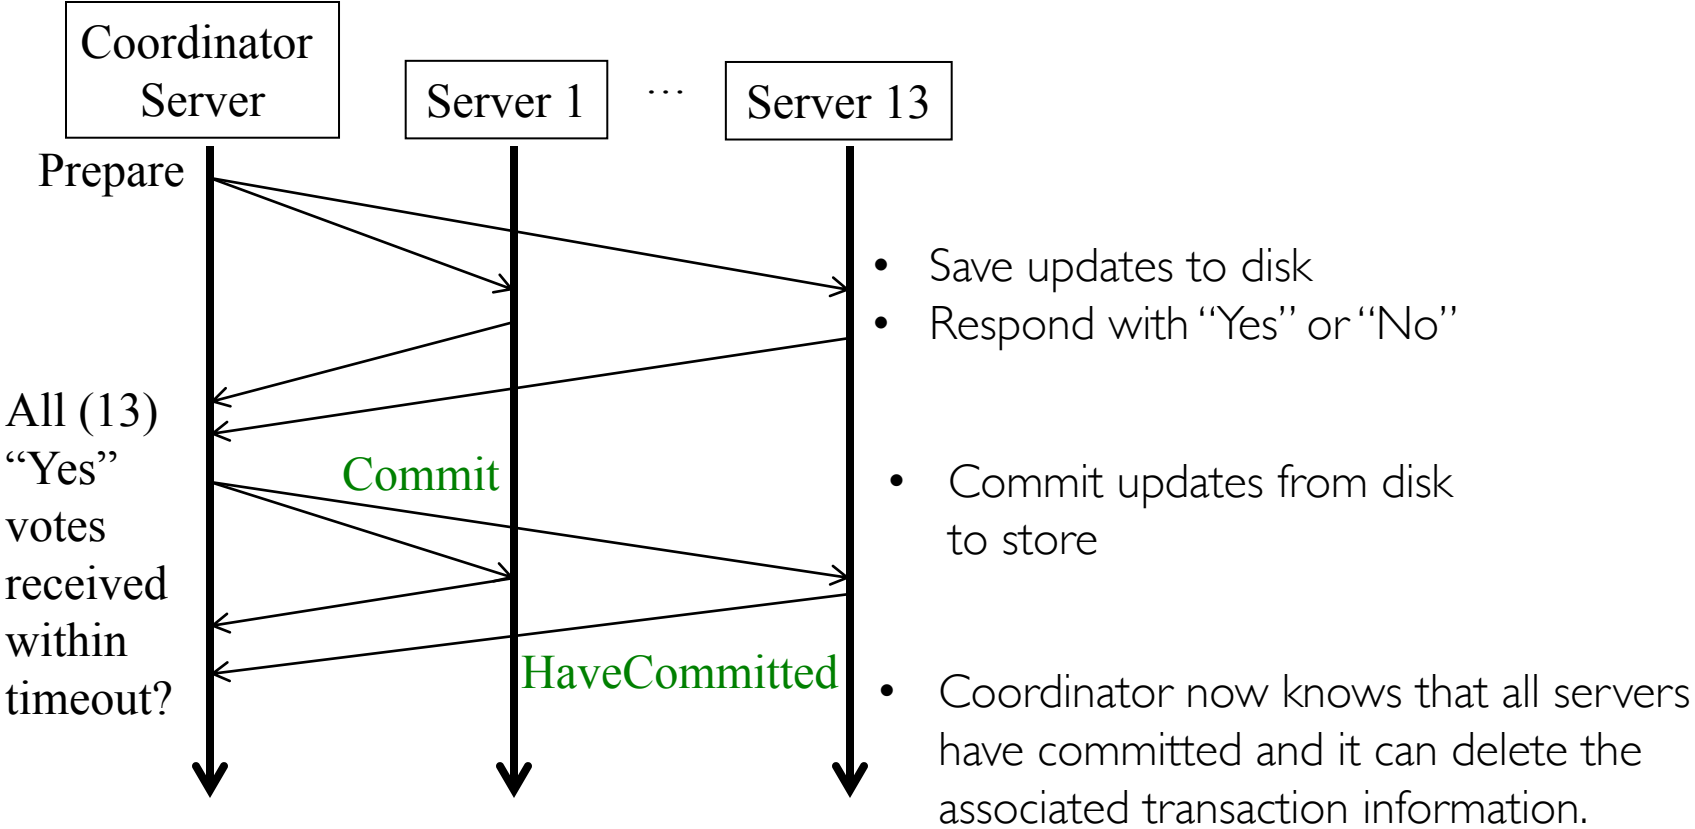 Coordinator
Server
Server 1
…
Server 13
Prepare
• Save updates to disk
• Respond with “Yes” or “No”
All (13)
“Yes”
votes
received
within
timeout?
Commit
• Commit updates from disk
to store
HaveCommitted
• Coordinator now knows that all servers
have committed and it can delete the
associated transaction information.